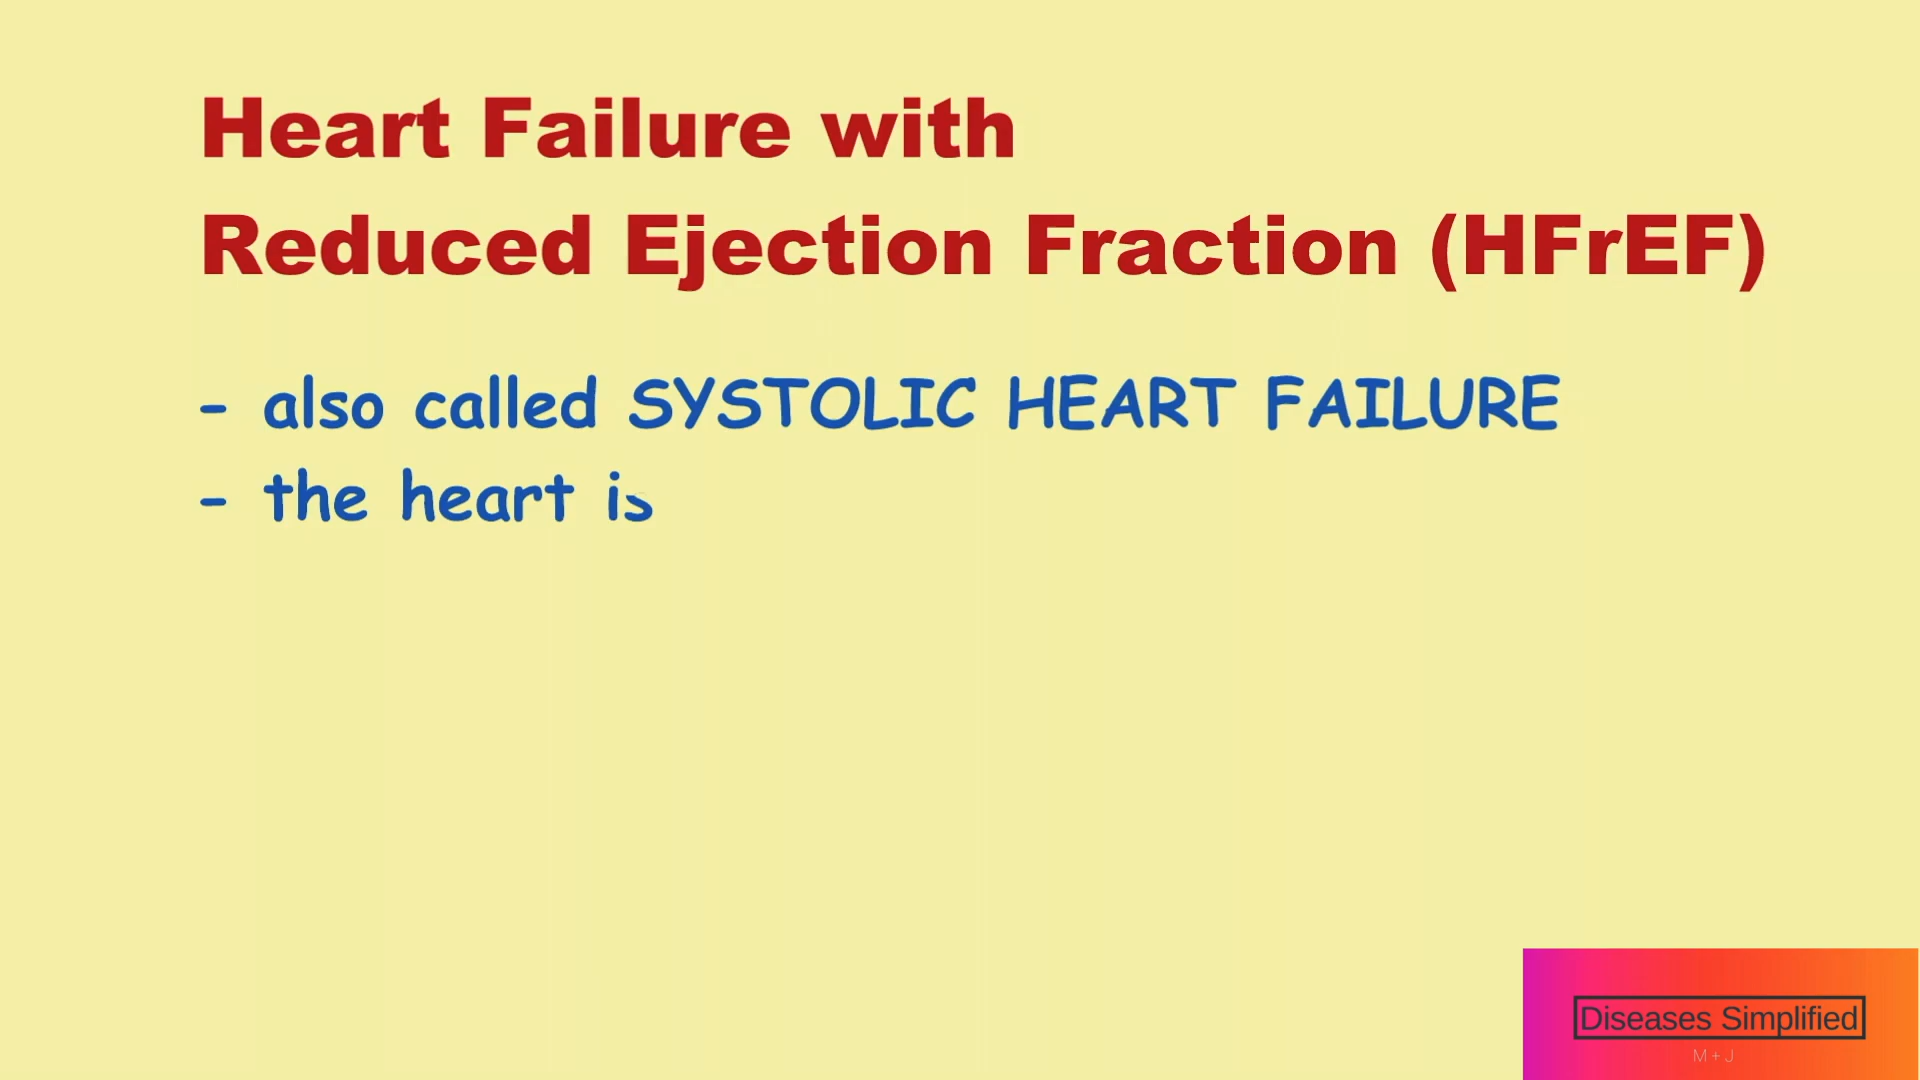 Heart Failure with
Reduced Ejection Fraction (HFrEF)
- also called SYSTOLIC HEART FAILURE
- the heart is
Diseases Simplified
M + J